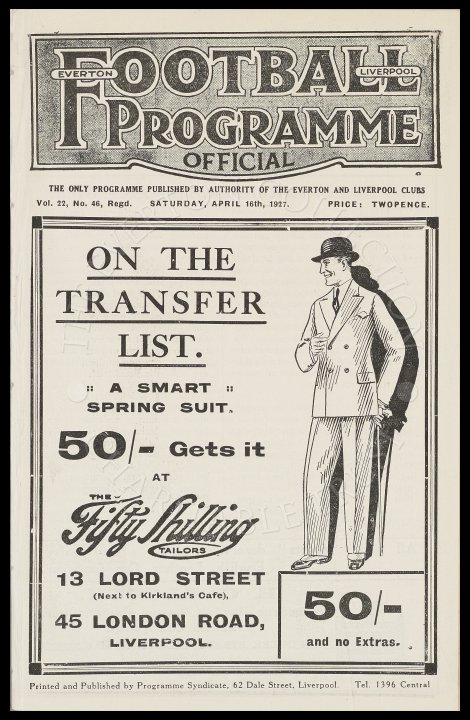 FOOTBALL
EVERTON
LIVERPOOL
PROGRAMME
OFFICIAL
THE ONLY PROGRAMME PUBLISHED BY AUTHORITY OF THE EVERTON AND LIVERPOOL CLUBS
Vol. 22, No. 46, Regd. SATURDAY, APRIL 16th, 1927. PRICE: TWOPENCE.
ON THE
TRANSFER
LIST.
:: A SMART ::
SPRING SUIT.
50/- Gets it
AT
THE
Fifty Shilling
TAILORS
13 LORD STREET
(Next to Kirkland's Cafe),
45 LONDON ROAD,
LIVERPOOL.
50/-
and no Extras.
Printed and Published by Programme Syndicate, 62 Dale Street, Liverpool. Tel. 1396 Central